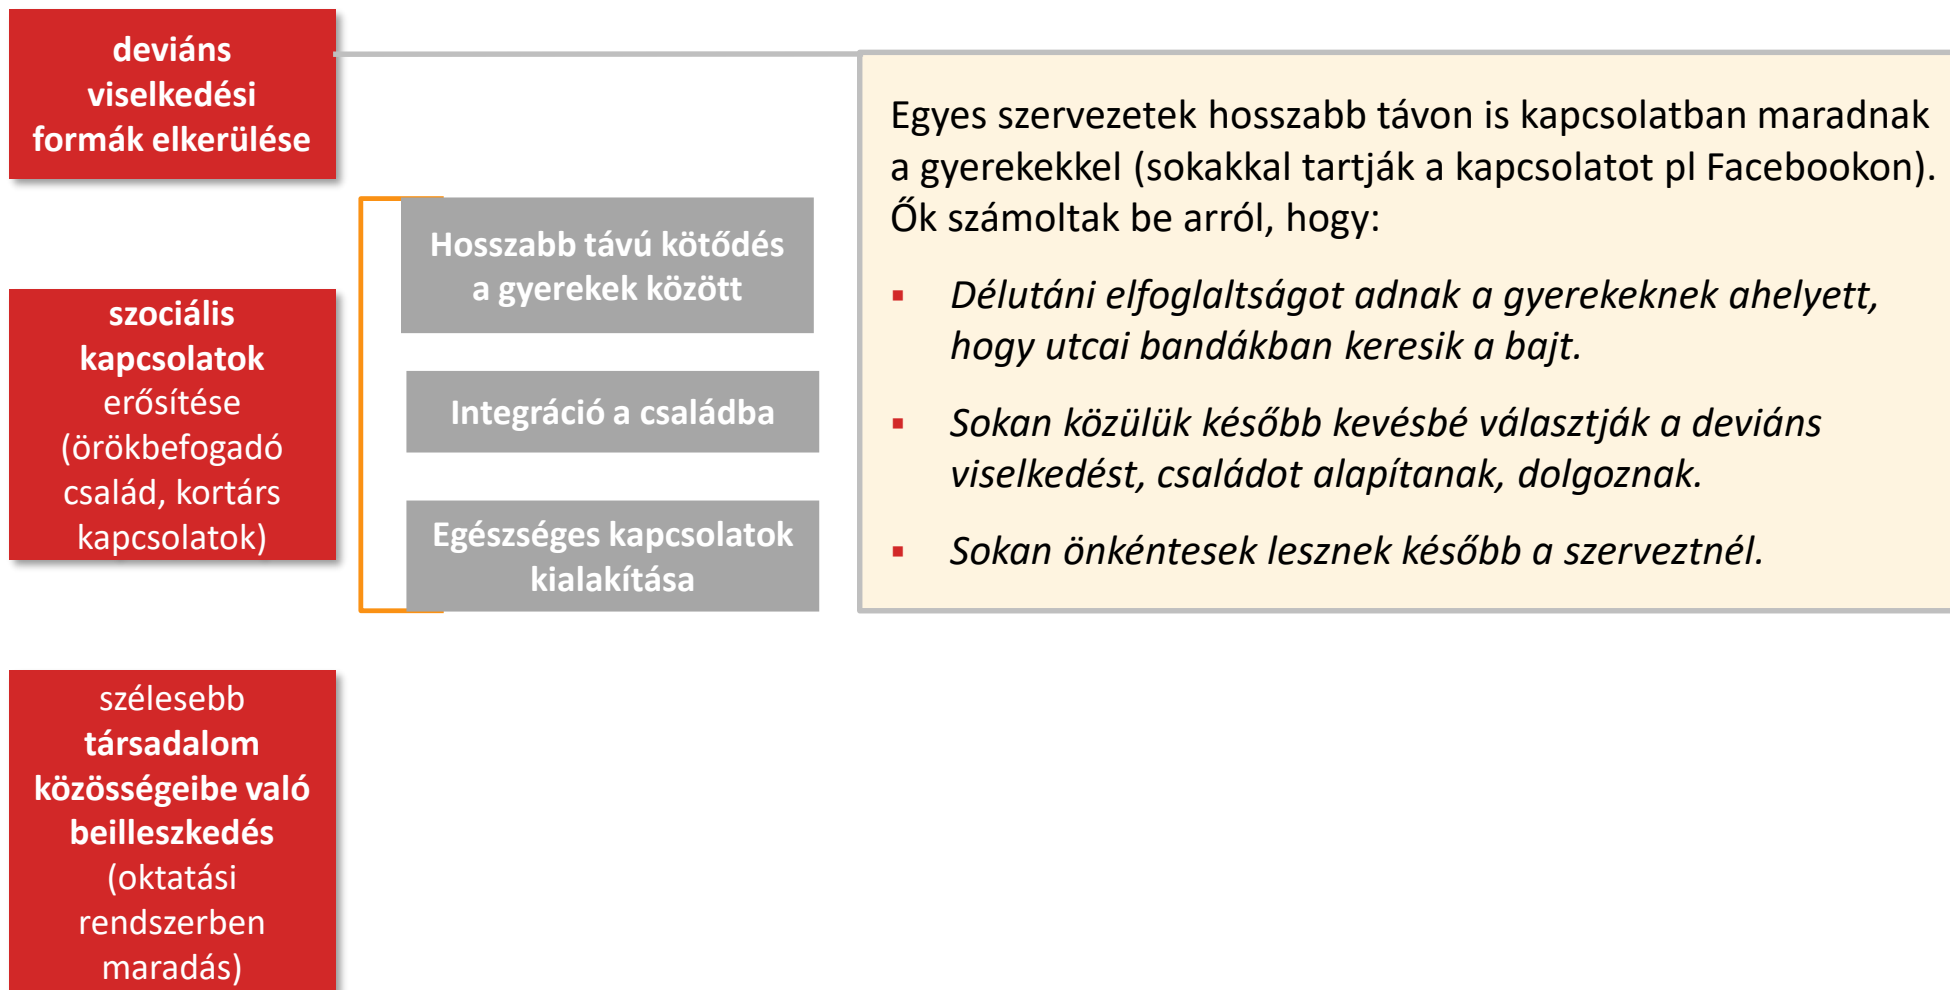 deviáns
viselkedési
formák elkerülése
szociális
kapcsolatok
erősítése
(örökbefogadó
család, kortárs
kapcsolatok)
szélesebb
társadalom
közösségeibe való
beilleszkedés
(oktatási
rendszerben
maradás)
Hosszabb távú kötődés
a gyerekek között
Integráció a családba
Egészséges kapcsolatok
kialakítása
Egyes szervezetek hosszabb távon is kapcsolatban maradnak
a gyerekekkel (sokakkal tartják a kapcsolatot pl Facebookon).
Ők számoltak be arról, hogy:
▪ Délutáni elfoglaltságot adnak a gyerekeknek ahelyett,
hogy utcai bandákban keresik a bajt.
▪ Sokan közülük később kevésbé választják a deviáns
viselkedést, családot alapítanak, dolgoznak.
▪ Sokan önkéntesek lesznek később a szerveztnél.